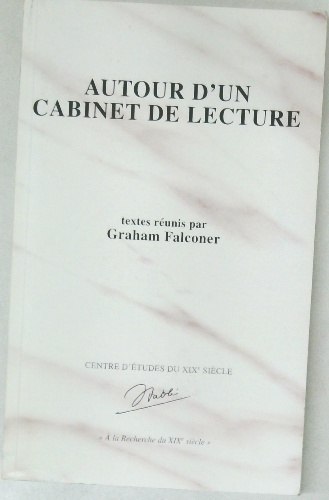 AUTOUR D'UN
CABINET DE LECTURE
textes réunis par
Graham Falconer
CENTRE D'ÉTUDES DU XIXᵉ SIÈCLE
Sablé
« À la Recherche du XIXᵉ siècle »